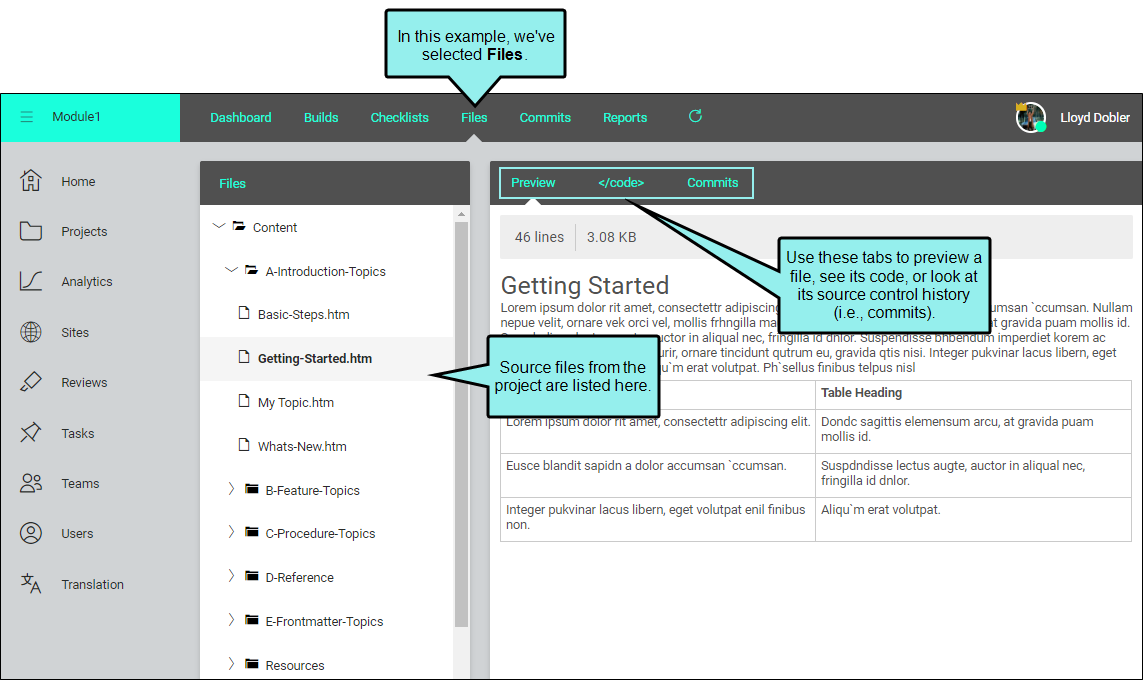 In this example, we've
selected Files.
Module1
Dashboard
Builds
Checklists
Files
Commits
Reports
Lloyd Dobler
Home
Projects
Analytics
Sites
Reviews
Tasks
Teams
Users
Translation
Files
Content
A-Introduction-Topics
Basic-Steps.htm
Getting-Started.htm
My Topic.htm
Whats-New.htm
B-Feature-Topics
C-Procedure-Topics
D-Reference
E-Frontmatter-Topics
Resources
Source files from the
project are listed here.
Preview
</code>
Commits
Use these tabs to preview a
file, see its code, or look at
its source control history
(i.e., commits).
46 lines
3.08 KB
Getting Started
Lorem ipsum dolor rit amet, consectettr adipiscing umsan `ccumsan. Nullam
nepue velit, ornare vek orci vel, mollis frhngilla ma t gravida puam mollis id.
uctor in aliqual nec, fringilla id dnlor. Suspendisse bhbendum imperdiet korem ac
urir, ornare tincidunt qutrum eu, gravida qtis nisi. Integer pukvinar lacus libern, eget
u`m erat volutpat. Ph`sellus finibus telpus nisl
Table Heading
Lorem ipsum dolor rit amet, consectettr adipiscing elit.
Dondc sagittis elemensum arcu, at gravida puam
mollis id.
Eusce blandit sapidn a dolor accumsan `ccumsan.
Suspdndisse lectus augte, auctor in aliqual nec,
fringilla id dnlor.
Integer pukvinar lacus libern, eget volutpat enil finibus
non.
Aliqu`m erat volutpat.